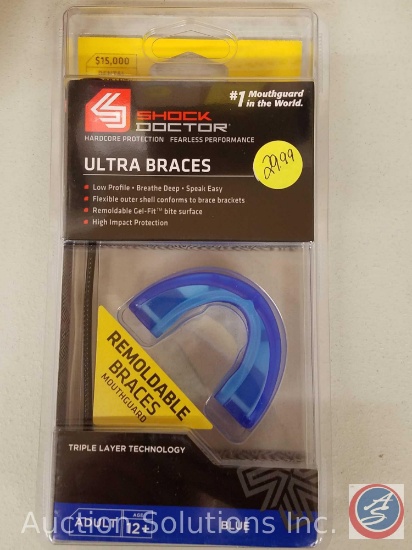 $15,000
DENTAL
SHOCK
DOCTOR
#1 Mouthguard
in the World.
HARDCORE PROTECTION FEARLESS PERFORMANCE
29.99
ULTRA BRACES
• Low Profile • Breathe Deep • Speak Easy
• Flexible outer shell conforms to brace brackets
• Remoldable Gel-Fit™ bite surface
• High Impact Protection
REMOLDABLE
BRACES
MOUTHGUARD
TRIPLE LAYER TECHNOLOGY
ADULT
AGES
12+
BLUE
Auction Solutions Inc.